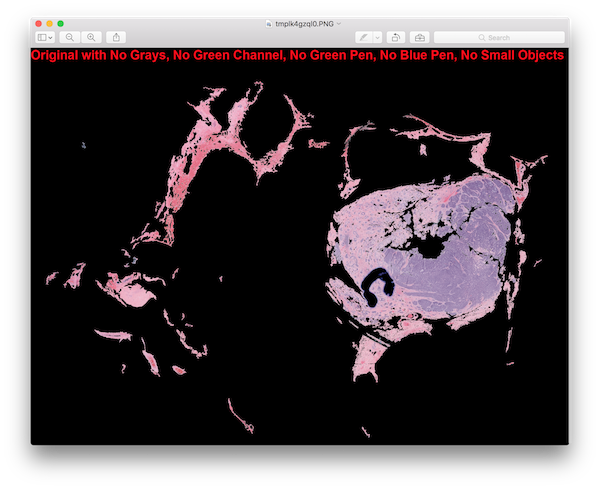 tmplk4gzql0.PNG
Search
Original with No Grays, No Green Channel, No Green Pen, No Blue Pen, No Small Objects